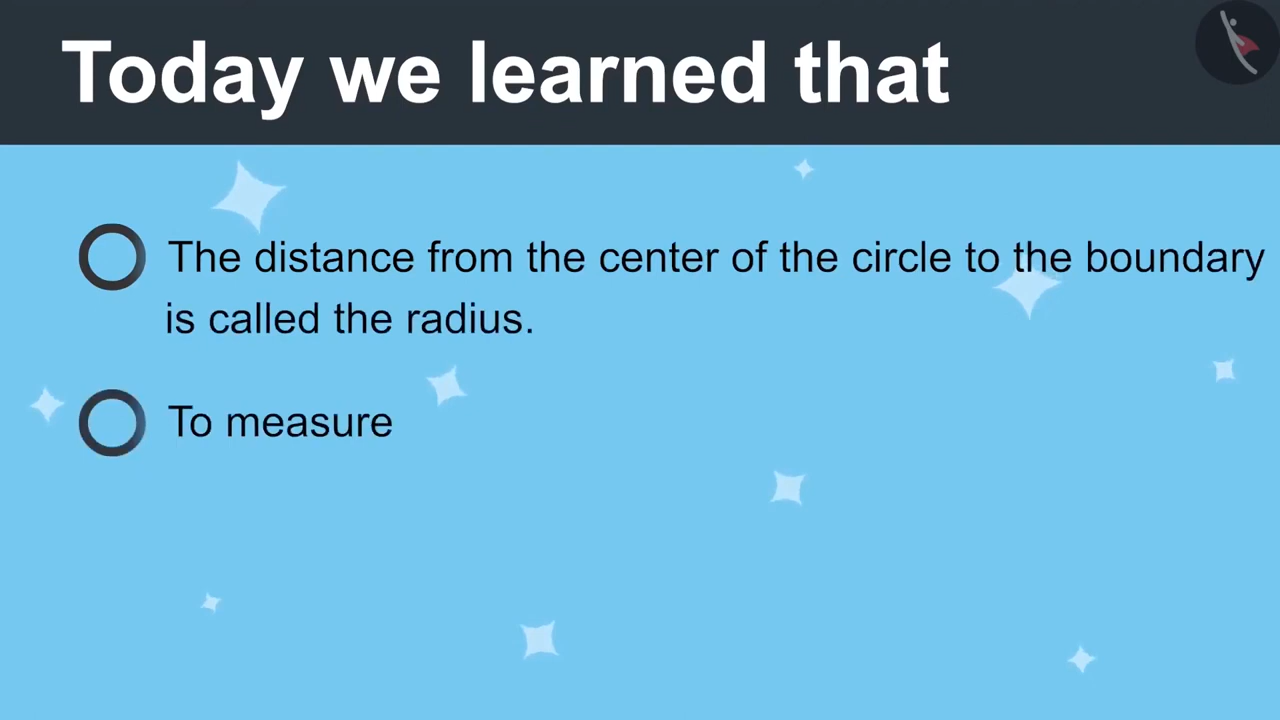 Today we learned that
The distance from the center of the circle to the boundary
is called the radius.
To measure